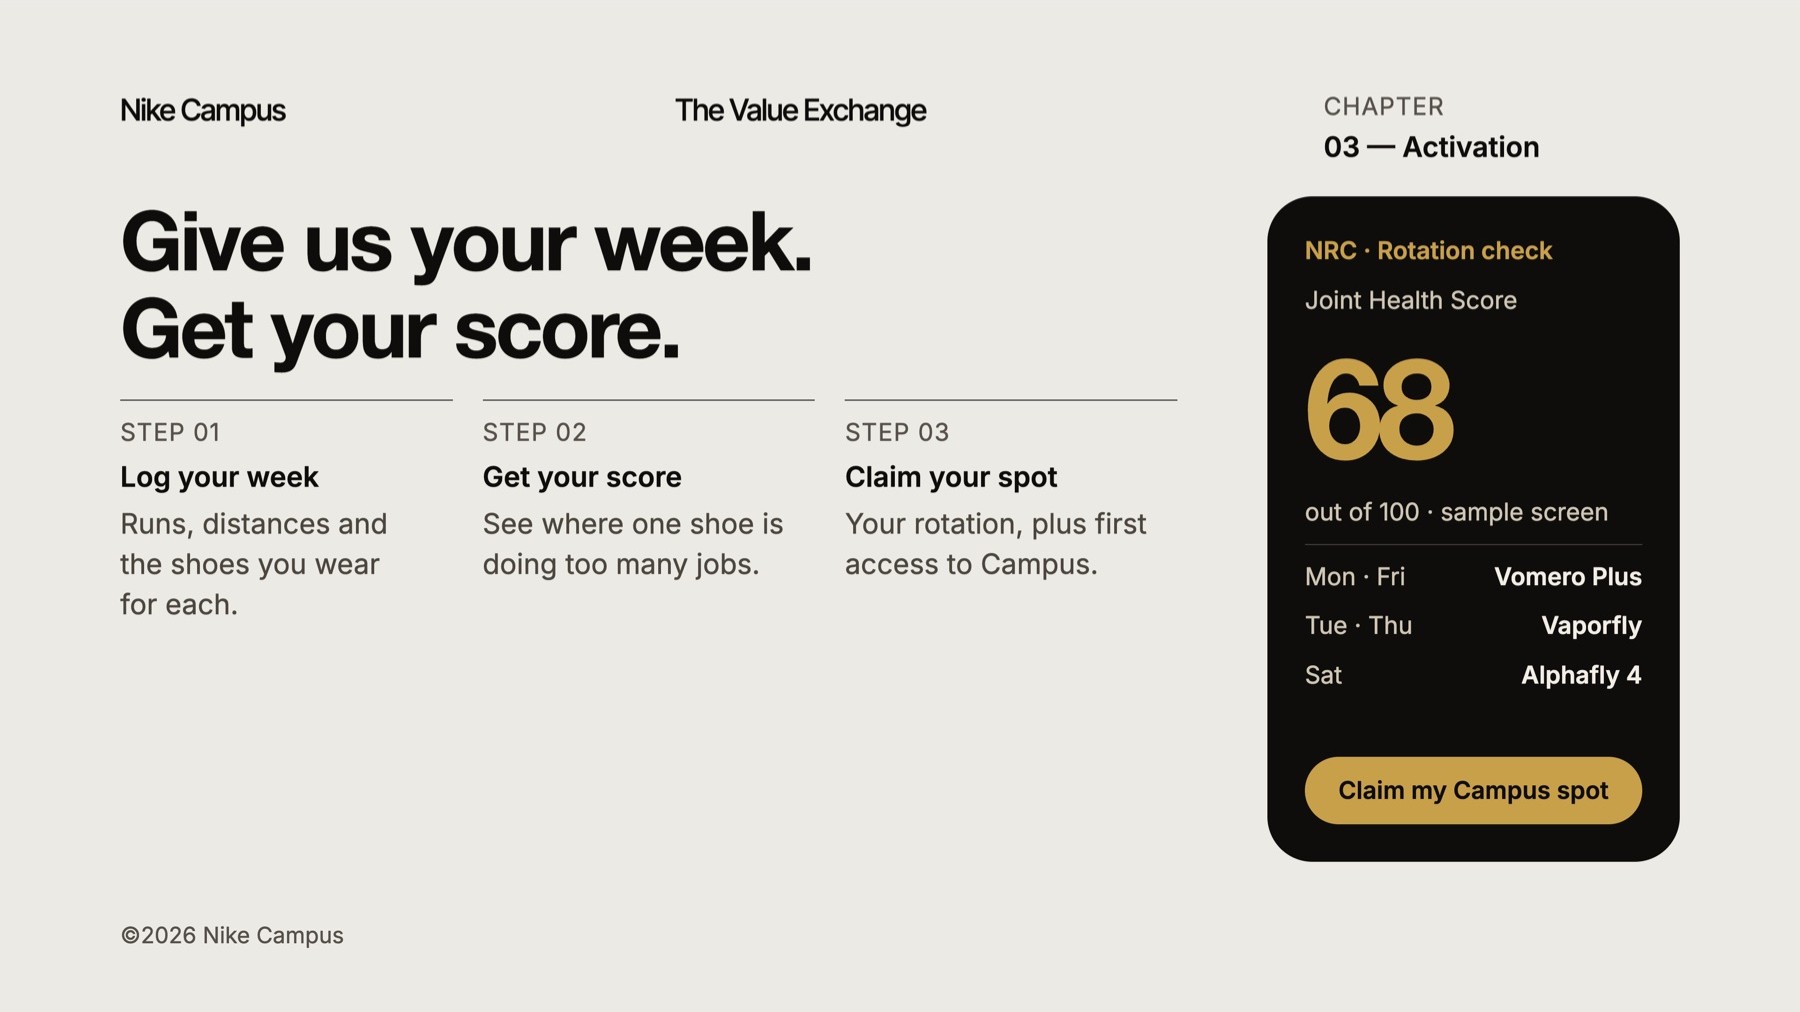 Nike Campus
The Value Exchange
CHAPTER
03 — Activation
Give us your week.
Get your score.
STEP 01
Log your week
Runs, distances and
the shoes you wear
for each.
STEP 02
Get your score
See where one shoe is
doing too many jobs.
STEP 03
Claim your spot
Your rotation, plus first
access to Campus.
NRC · Rotation check
Joint Health Score
68
out of 100 · sample screen
Mon · Fri Vomero Plus
Tue · Thu Vaporfly
Sat Alphafly 4
Claim my Campus spot
©2026 Nike Campus